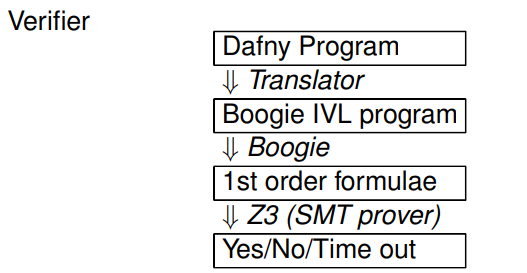 Verifier
Dafny Program
⇓ Translator
Boogie IVL program
⇓ Boogie
1st order formulae
⇓ Z3 (SMT prover)
Yes/No/Time out